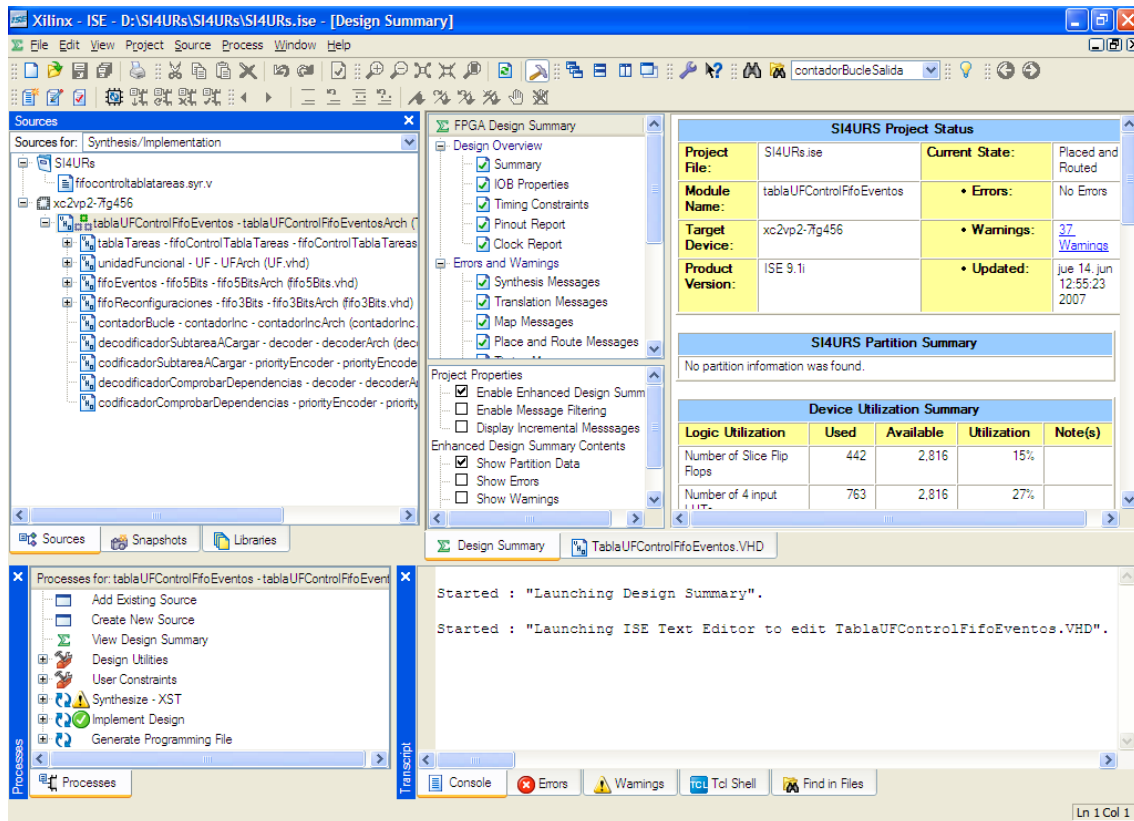 Xilinx - ISE - D:\SI4URs\SI4URs\SI4URs.ise - [Design Summary]
File Edit View Project Source Process Window Help
contadorBucleSalida
Sources
Sources for: Synthesis/Implementation
SI4URs
fifocontroltablatareas.syr.v
xc2vp2-7fg456
tablaUFControlFifoEventos - tablaUFControlFifoEventosArch (
tablaTareas - fifoControlTablaTareas - fifoControlTablaTareas
unidadFuncional - UF - UFArch (UF.vhd)
fifoEventos - fifo5Bits - fifo5BitsArch (fifo5Bits.vhd)
fifoReconfiguraciones - fifo3Bits - fifo3BitsArch (fifo3Bits.vhd)
contadorBucle - contadorInc - contadorIncArch (contadorInc.
decodificadorSubtareaACargar - decoder - decoderArch (deco
codificadorSubtareaACargar - priorityEncoder - priorityEncode
decodificadorComprobarDependencias - decoder - decoderA
codificadorComprobarDependencias - priorityEncoder - priority
Sources Snapshots Libraries
FPGA Design Summary
Design Overview
Summary
IOB Properties
Timing Constraints
Pinout Report
Clock Report
Errors and Warnings
Synthesis Messages
Translation Messages
Map Messages
Place and Route Messages
Project Properties
Enable Enhanced Design Summ
Enable Message Filtering
Display Incremental Messsages
Enhanced Design Summary Contents
Show Partition Data
Show Errors
Show Warnings
SI4URS Project Status
Project File: SI4URs.ise Current State: Placed and Routed
Module Name: tablaUFControlFifoEventos • Errors: No Errors
Target Device: xc2vp2-7fg456 • Warnings: 37 Warnings
Product Version: ISE 9.1i • Updated: jue 14. jun 12:55:23 2007
SI4URS Partition Summary
No partition information was found.
Device Utilization Summary
Logic Utilization Used Available Utilization Note(s)
Number of Slice Flip Flops 442 2,816 15%
Number of 4 input LUTs 763 2,816 27%
Design Summary TablaUFControlFifoEventos.VHD
Processes for: tablaUFControlFifoEventos - tablaUFControlFifoEvent
Add Existing Source
Create New Source
View Design Summary
Design Utilities
User Constraints
Synthesize - XST
Implement Design
Generate Programming File
Processes
Processes
Started : "Launching Design Summary".
Started : "Launching ISE Text Editor to edit TablaUFControlFifoEventos.VHD".
Transcript
Console Errors Warnings Tcl Shell Find in Files
Ln 1 Col 1